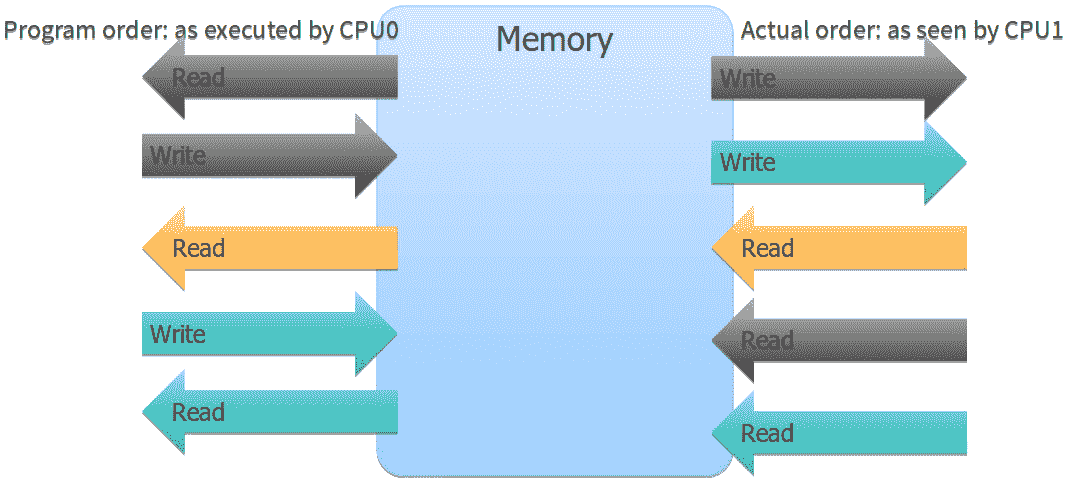 Program order: as executed by CPU0
Memory
Actual order: as seen by CPU1
Read
Write
Write
Write
Read
Read
Write
Read
Read
Read